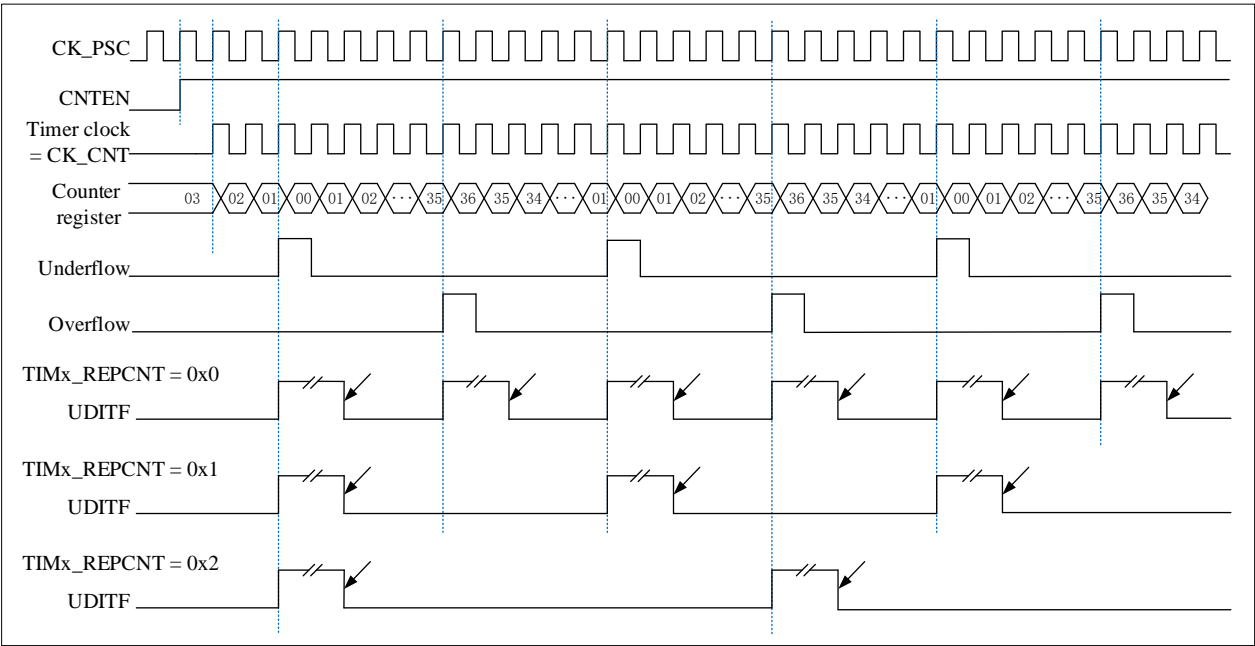 CK_PSC
CNTEN
Timer clock
= CK_CNT
Counter
register
03 02 01 00 01 02 ··· 35 36 35 34 ··· 01 00 01 02 ··· 35 36 35 34 ··· 01 00 01 02 ··· 35 36 35 34
Underflow
Overflow
TIMx_REPCNT = 0x0
UDITF
TIMx_REPCNT = 0x1
UDITF
TIMx_REPCNT = 0x2
UDITF